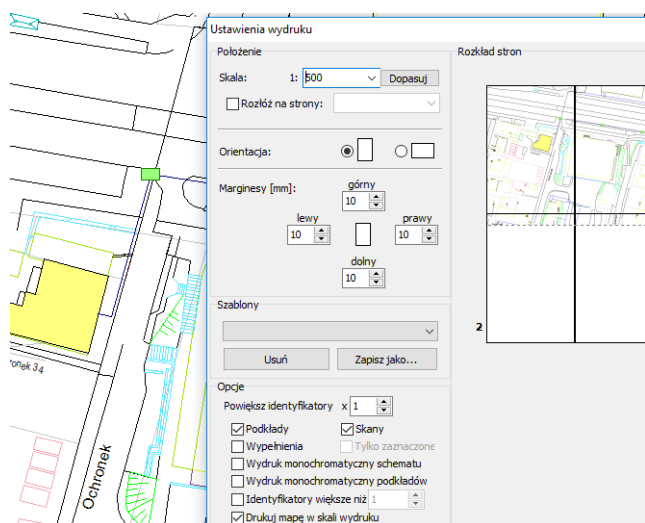 Ustawienia wydruku
Położenie
Rozkład stron
Skala: 1: 500 Dopasuj
Rozłóż na strony:
Orientacja:
Marginesy [mm]:
górny
10
lewy prawy
10 10
dolny
10
Szablony
2
Usuń Zapisz jako...
Opcje
Powiększ identyfikatory x 1
Podkłady Skany
Wypełnienia Tylko zaznaczone
Wydruk monochromatyczny schematu
Wydruk monochromatyczny podkładów
Identyfikatory większe niż 1
Drukuj mapę w skali wydruku
ronek 34
Ochronek